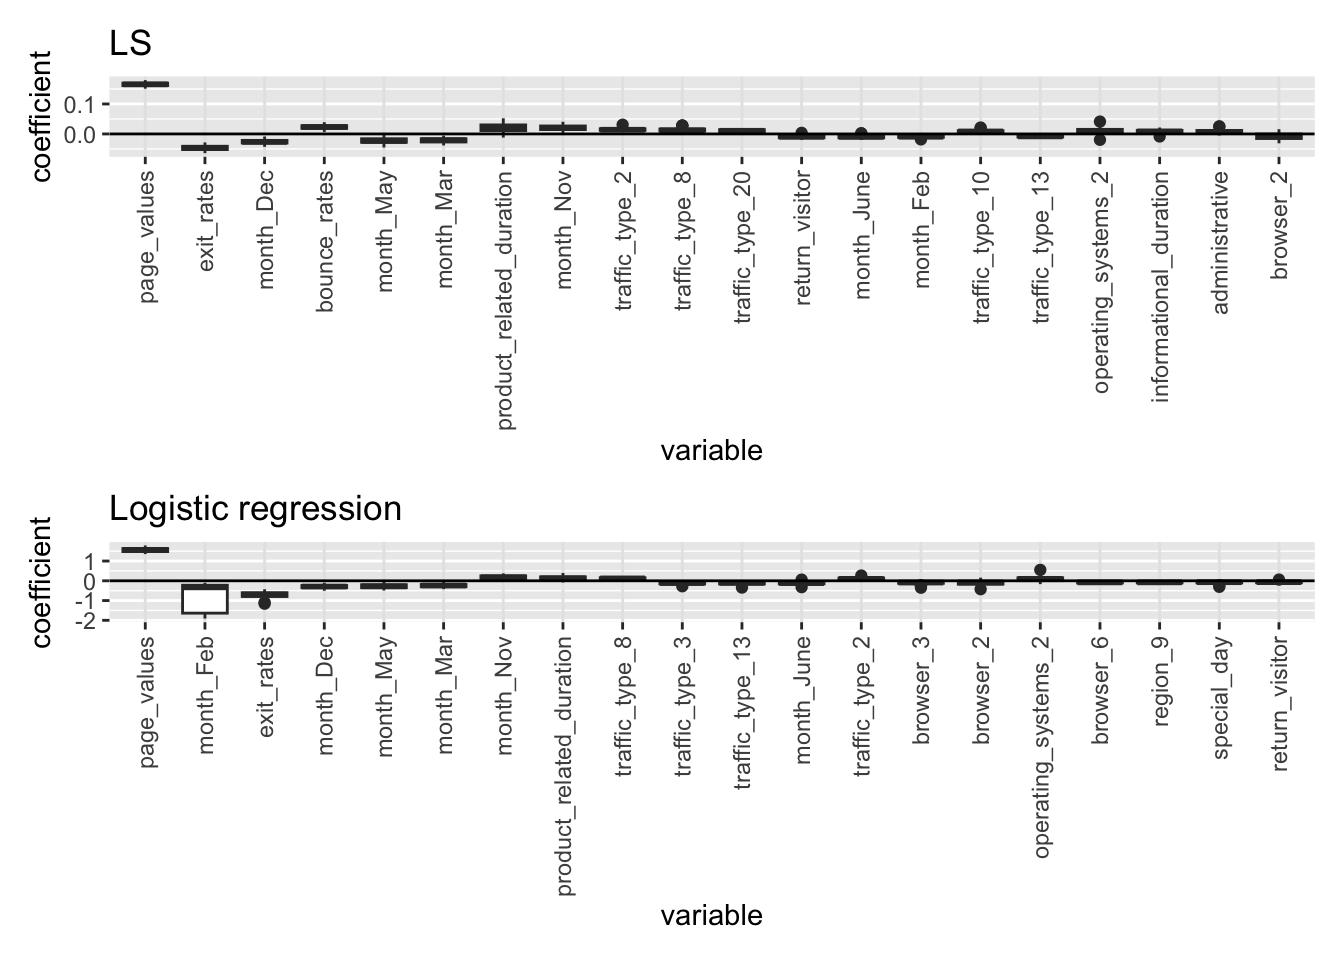 LS
coefficient
0.1
0.0
page_values
exit_rates
month_Dec
bounce_rates
month_May
month_Mar
product_related_duration
month_Nov
traffic_type_2
traffic_type_8
traffic_type_20
return_visitor
month_June
month_Feb
traffic_type_10
traffic_type_13
operating_systems_2
informational_duration
administrative
browser_2
variable
Logistic regression
coefficient
1
0
-1
-2
page_values
month_Feb
exit_rates
month_Dec
month_May
month_Mar
month_Nov
product_related_duration
traffic_type_8
traffic_type_3
traffic_type_13
month_June
traffic_type_2
browser_3
browser_2
operating_systems_2
browser_6
region_9
special_day
return_visitor
variable